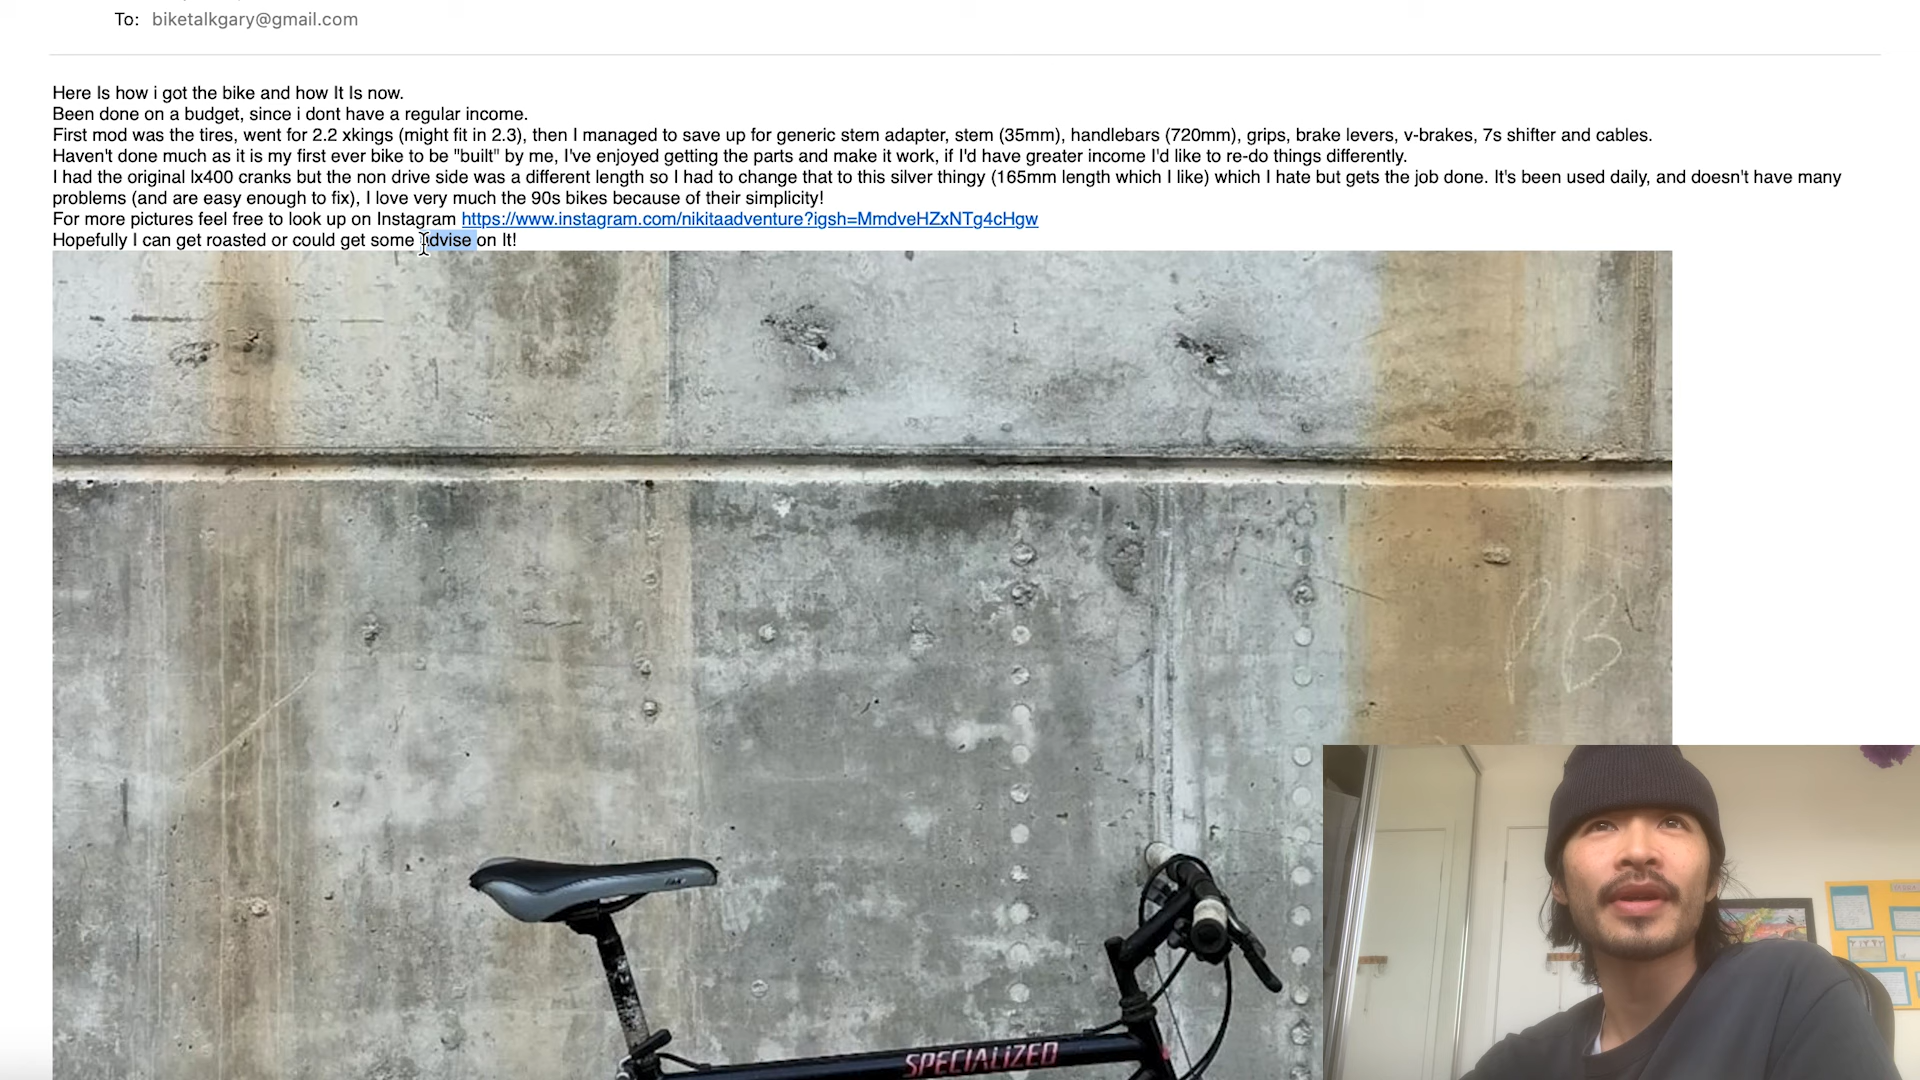 To: biketalkgary@gmail.com
Here Is how i got the bike and how It Is now.
Been done on a budget, since i dont have a regular income.
First mod was the tires, went for 2.2 xkings (might fit in 2.3), then I managed to save up for generic stem adapter, stem (35mm), handlebars (720mm), grips, brake levers, v-brakes, 7s shifter and cables.
Haven't done much as it is my first ever bike to be "built" by me, I've enjoyed getting the parts and make it work, if I'd have greater income I'd like to re-do things differently.
I had the original lx400 cranks but the non drive side was a different length so I had to change that to this silver thingy (165mm length which I like) which I hate but gets the job done. It's been used daily, and doesn't have many
problems (and are easy enough to fix), I love very much the 90s bikes because of their simplicity!
For more pictures feel free to look up on Instagram https://www.instagram.com/nikitaadventure?igsh=MmdveHZxNTg4cHgw
Hopefully I can get roasted or could get some advise on It!
PB
SPECIALIZED